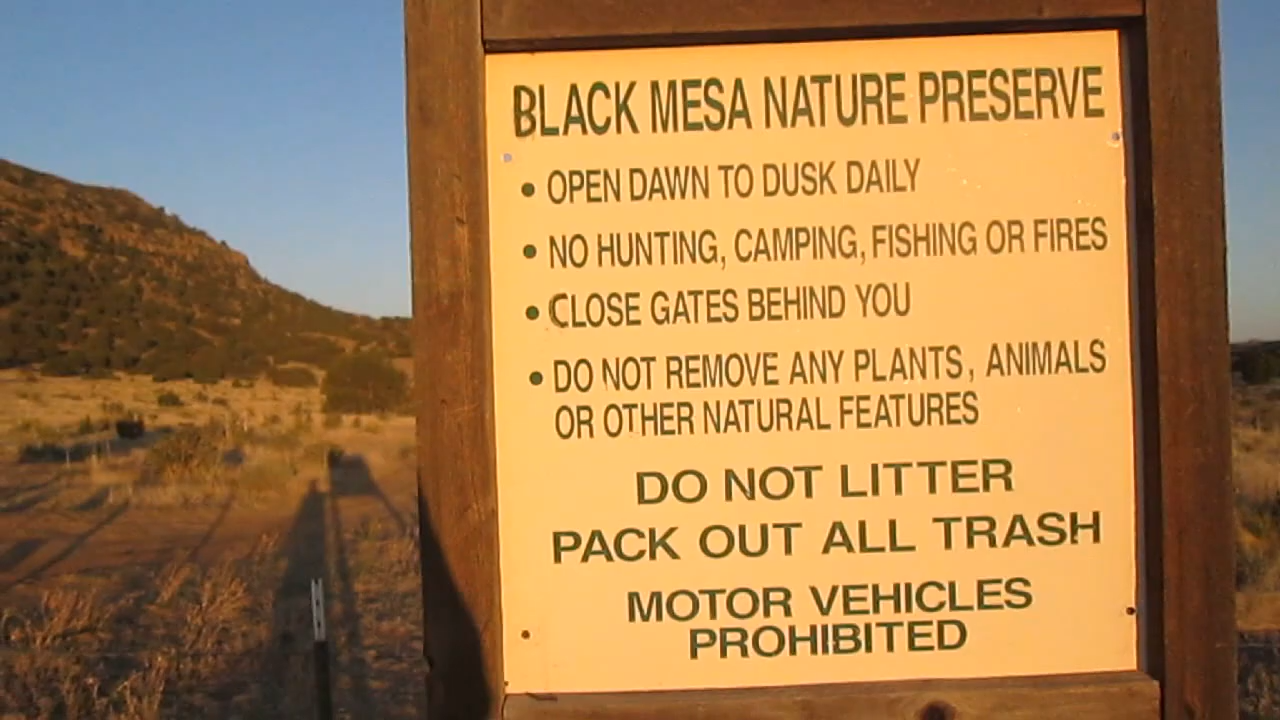 BLACK MESA NATURE PRESERVE
• OPEN DAWN TO DUSK DAILY
• NO HUNTING, CAMPING, FISHING OR FIRES
• CLOSE GATES BEHIND YOU
• DO NOT REMOVE ANY PLANTS, ANIMALS
OR OTHER NATURAL FEATURES
DO NOT LITTER
PACK OUT ALL TRASH
MOTOR VEHICLES
PROHIBITED